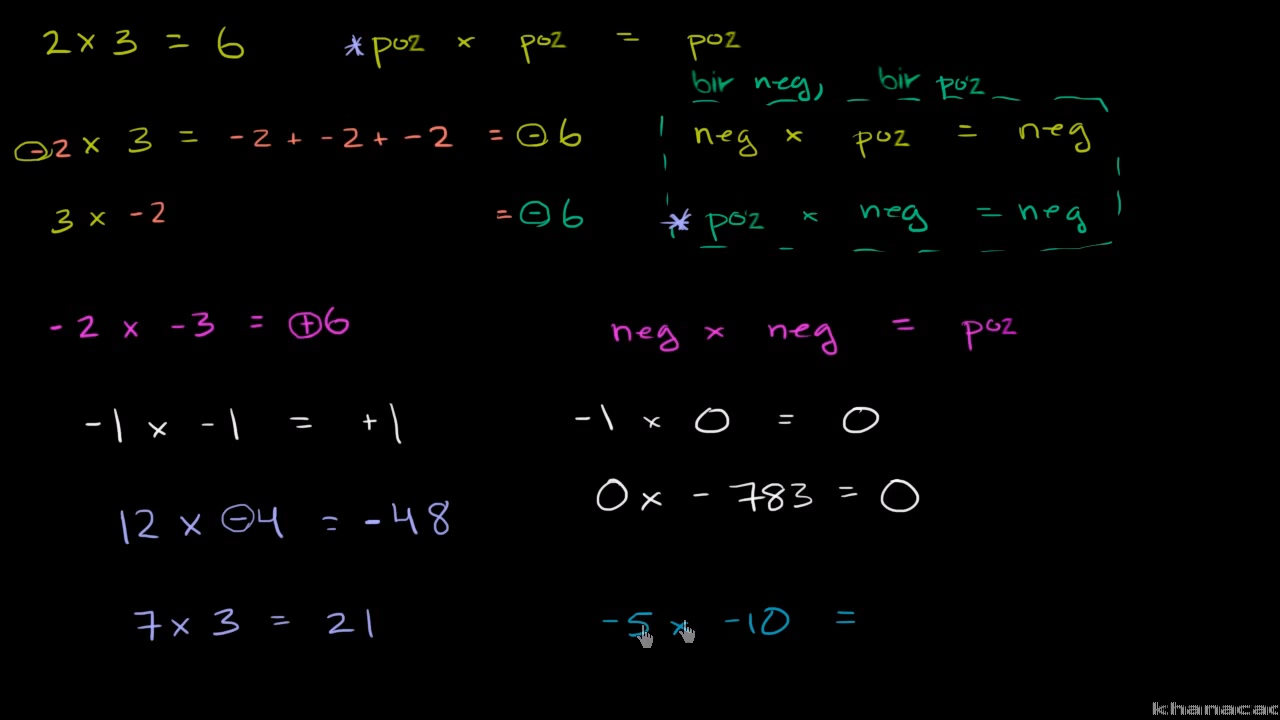 2 × 3 = 6 *poz × poz = poz
bir neg, bir poz
-2 × 3 = -2 + -2 + -2 = -6 neg × poz = neg
3 × -2 = -6 *poz × neg = neg
-2 × -3 = +6 neg × neg = poz
-1 × -1 = +1 -1 × 0 = 0
0 × -783 = 0
12 × -4 = -48
7 × 3 = 21 -5 × -10 =
khanacac